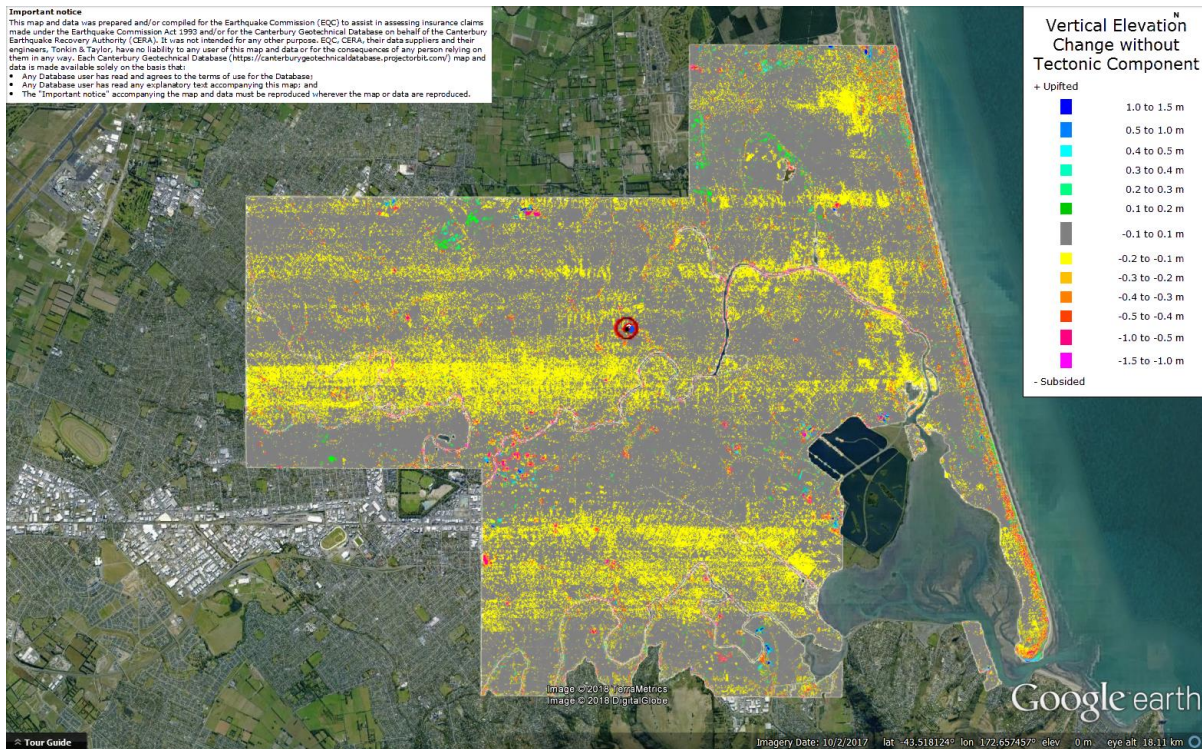 Important notice
This map and data was prepared and/or compiled for the Earthquake Commission (EQC) to assist in assessing insurance claims
made under the Earthquake Commission Act 1993 and/or for the Canterbury Geotechnical Database on behalf of the Canterbury
Earthquake Recovery Authority (CERA). It was not intended for any other purpose. EQC, CERA, their data suppliers and their
engineers, Tonkin & Taylor, have no liability to any user of this map and data or for the consequences of any person relying on
them in any way. Each Canterbury Geotechnical Database (https://canterburygeotechnicaldatabase.projectorbit.com/) map and
data is made available solely on the basis that:
• Any Database user has read and agrees to the terms of use for the Database;
• Any Database user has read any explanatory text accompanying this map; and
• The "Important notice" accompanying the map and data must be reproduced wherever the map or data are reproduced.
N
Vertical Elevation
Change without
Tectonic Component
+ Upifted
1.0 to 1.5 m
0.5 to 1.0 m
0.4 to 0.5 m
0.3 to 0.4 m
0.2 to 0.3 m
0.1 to 0.2 m
-0.1 to 0.1 m
-0.2 to -0.1 m
-0.3 to -0.2 m
-0.4 to -0.3 m
-0.5 to -0.4 m
-1.0 to -0.5 m
-1.5 to -1.0 m
- Subsided
Image © 2018 TerraMetrics
Image © 2018 DigitalGlobe
Google earth
Tour Guide
Imagery Date: 10/2/2017 lat -43.518124° lon 172.657457° elev 0 m eye alt 18.11 km